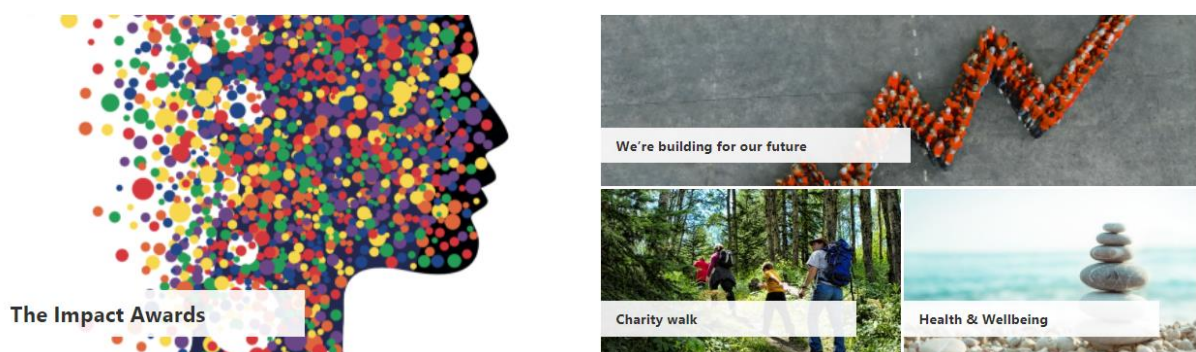 The Impact Awards
We're building for our future
Charity walk
Health & Wellbeing